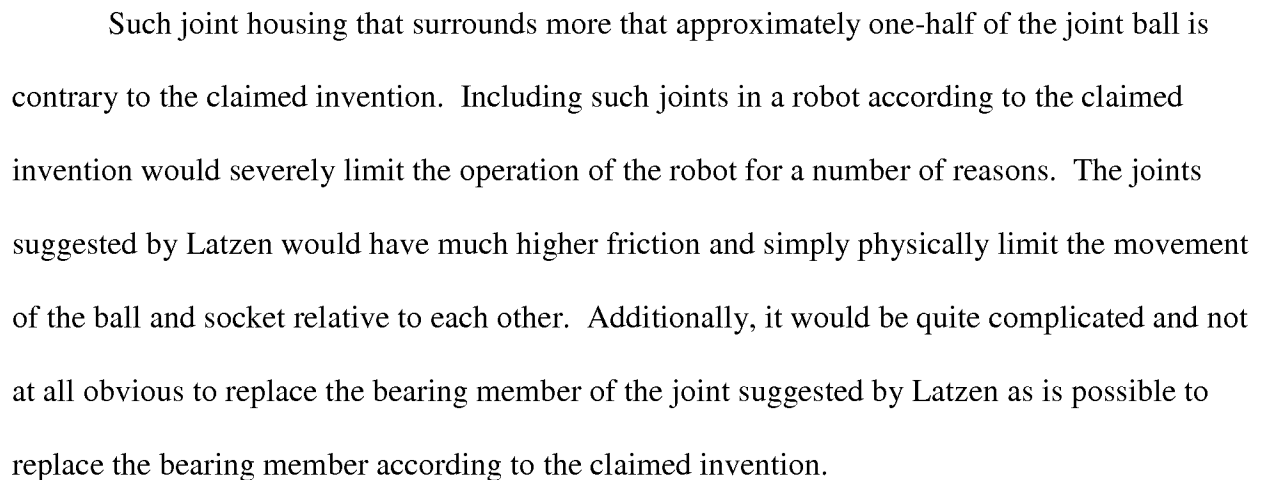 Such joint housing that surrounds more that approximately one-half of the joint ball is
contrary to the claimed invention.  Including such joints in a robot according to the claimed
invention would severely limit the operation of the robot for a number of reasons.  The joints
suggested by Latzen would have much higher friction and simply physically limit the movement
of the ball and socket relative to each other.  Additionally, it would be quite complicated and not
at all obvious to replace the bearing member of the joint suggested by Latzen as is possible to
replace the bearing member according to the claimed invention.